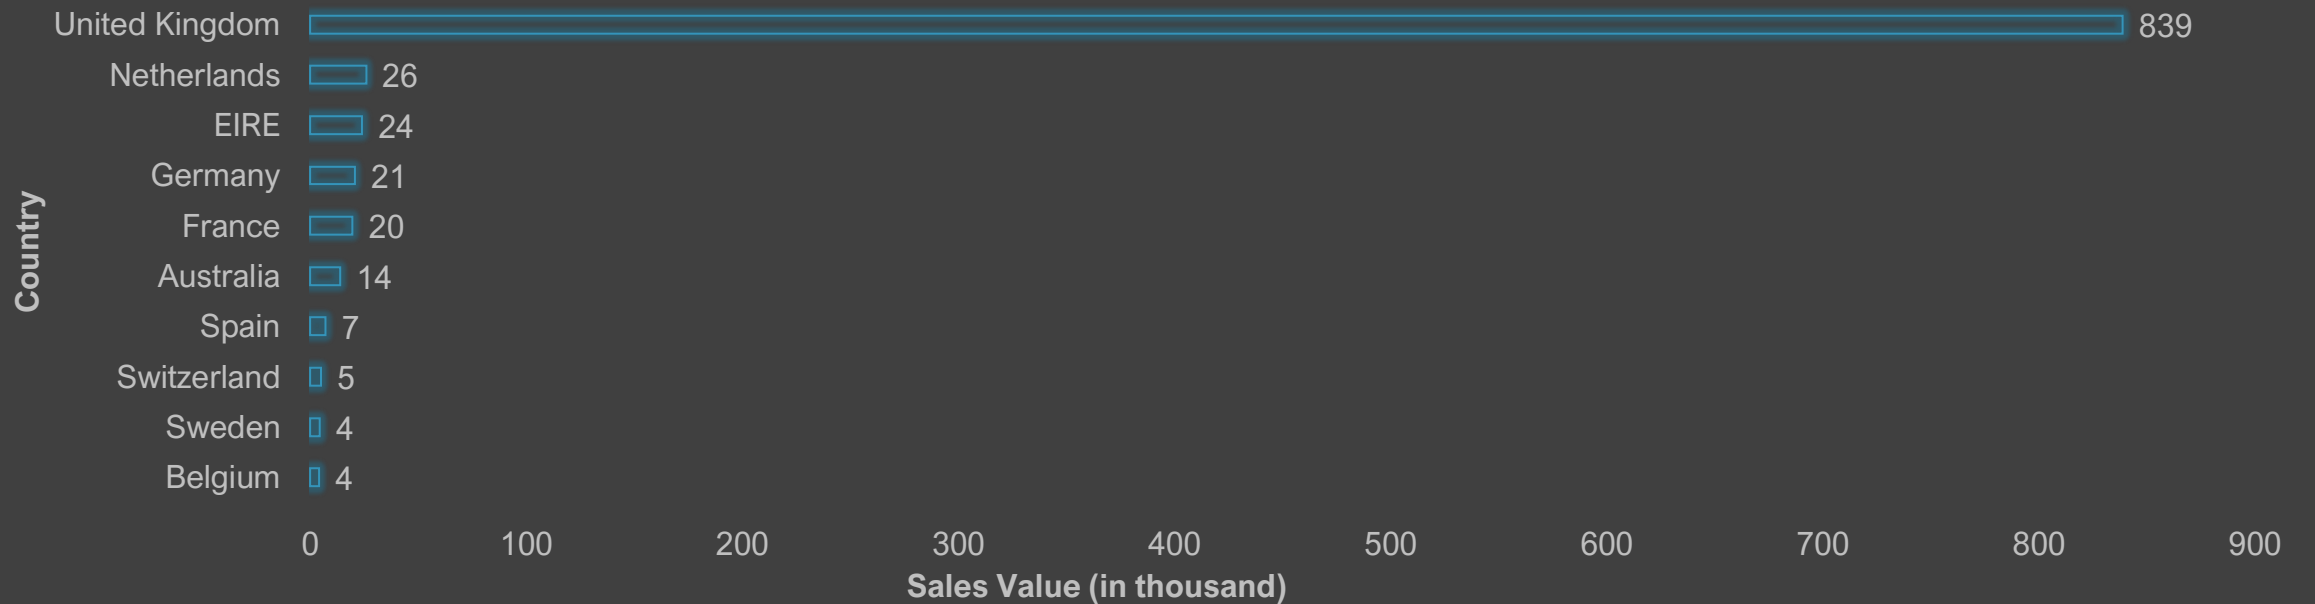 United Kingdom 839
Netherlands 26
EIRE 24
Germany 21
France 20
Australia 14
Spain 7
Switzerland 5
Sweden 4
Belgium 4
Country
0 100 200 300 400 500 600 700 800 900
Sales Value (in thousand)